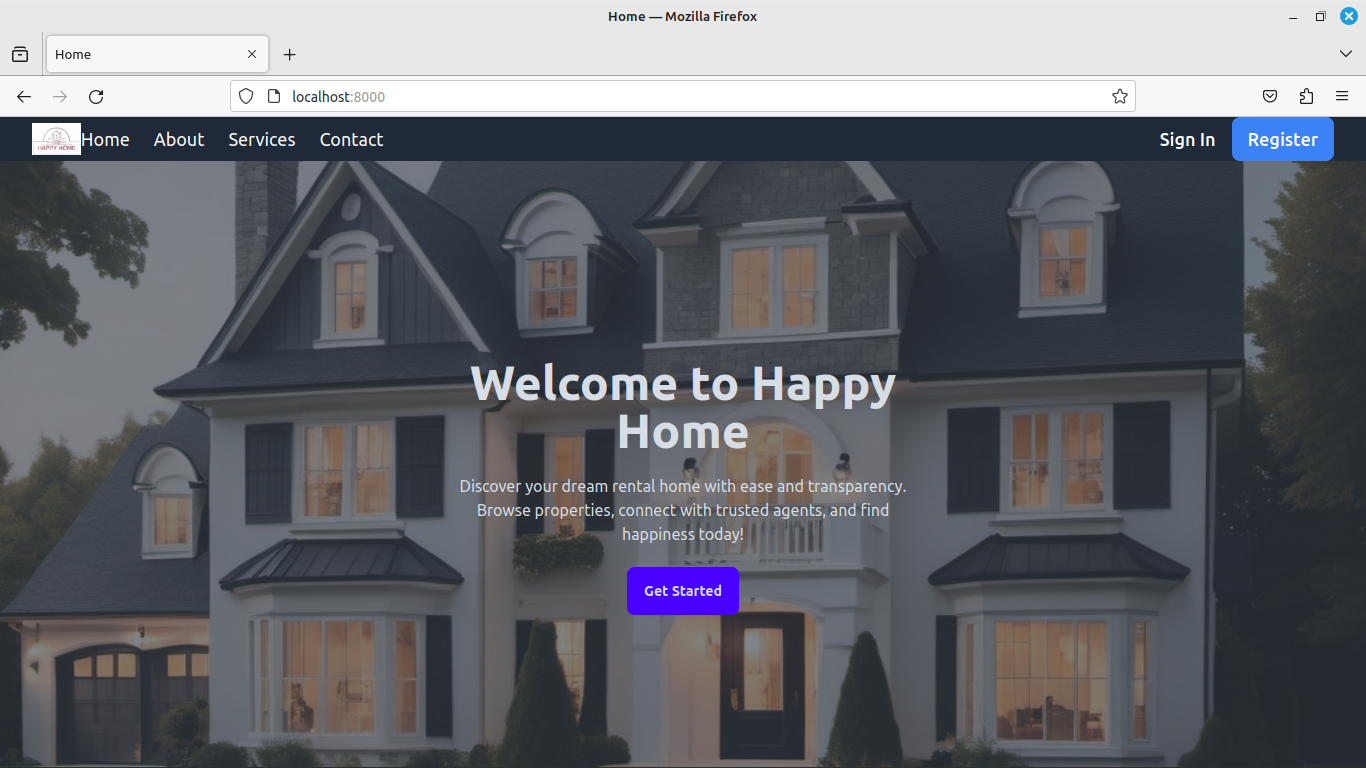 Home — Mozilla Firefox
Home
localhost:8000
HAPPY HOME
Home About Services Contact
Sign In Register
Welcome to Happy
Home
Discover your dream rental home with ease and transparency.
Browse properties, connect with trusted agents, and find
happiness today!
Get Started